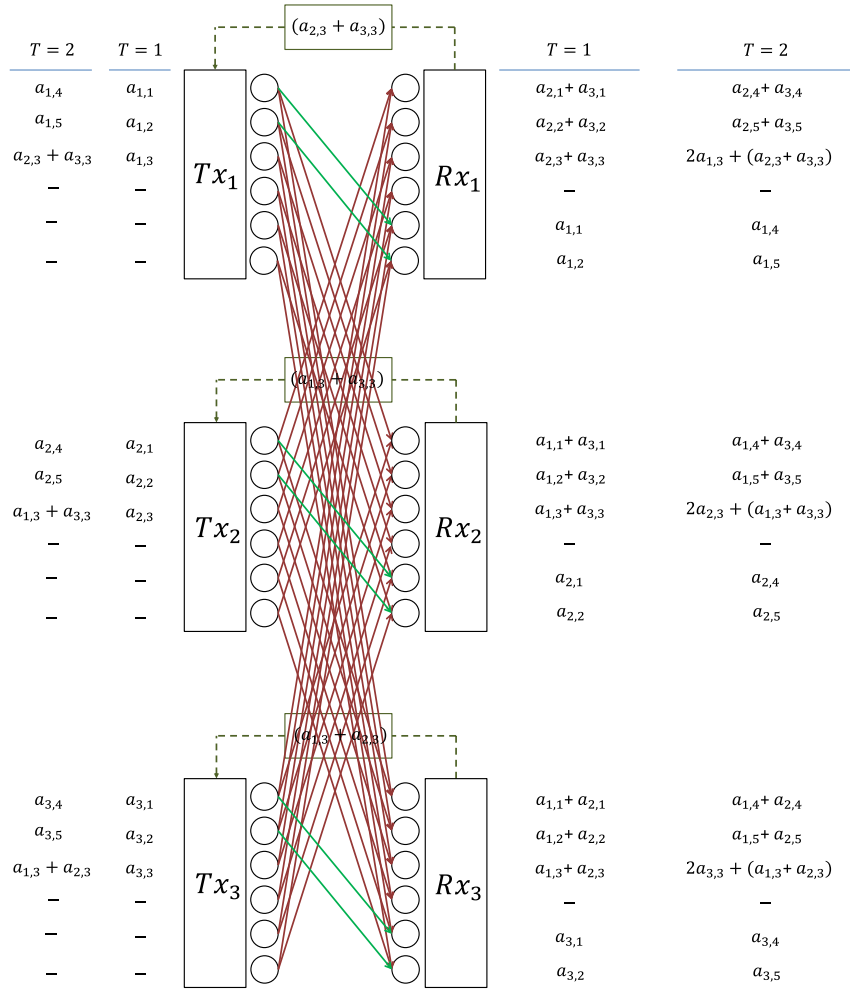 (a_{2,3} + a_{3,3})
T = 2 T = 1 T = 1 T = 2
a_{1,4} a_{1,1} a_{2,1}+ a_{3,1} a_{2,4}+ a_{3,4}
a_{1,5} a_{1,2} a_{2,2}+ a_{3,2} a_{2,5}+ a_{3,5}
a_{2,3} + a_{3,3} a_{1,3} Tx_1 Rx_1 a_{2,3}+ a_{3,3} 2a_{1,3} + (a_{2,3}+ a_{3,3})
– – – –
– – a_{1,1} a_{1,4}
– – a_{1,2} a_{1,5}
(a_{1,3} + a_{3,3})
a_{2,4} a_{2,1} a_{1,1}+ a_{3,1} a_{1,4}+ a_{3,4}
a_{2,5} a_{2,2} a_{1,2}+ a_{3,2} a_{1,5}+ a_{3,5}
a_{1,3} + a_{3,3} a_{2,3} Tx_2 Rx_2 a_{1,3}+ a_{3,3} 2a_{2,3} + (a_{1,3}+ a_{3,3})
– – – –
– – a_{2,1} a_{2,4}
– – a_{2,2} a_{2,5}
(a_{1,3} + a_{2,3})
a_{3,4} a_{3,1} a_{1,1}+ a_{2,1} a_{1,4}+ a_{2,4}
a_{3,5} a_{3,2} a_{1,2}+ a_{2,2} a_{1,5}+ a_{2,5}
a_{1,3} + a_{2,3} a_{3,3} Tx_3 Rx_3 a_{1,3}+ a_{2,3} 2a_{3,3} + (a_{1,3}+ a_{2,3})
– – – –
– – a_{3,1} a_{3,4}
– – a_{3,2} a_{3,5}